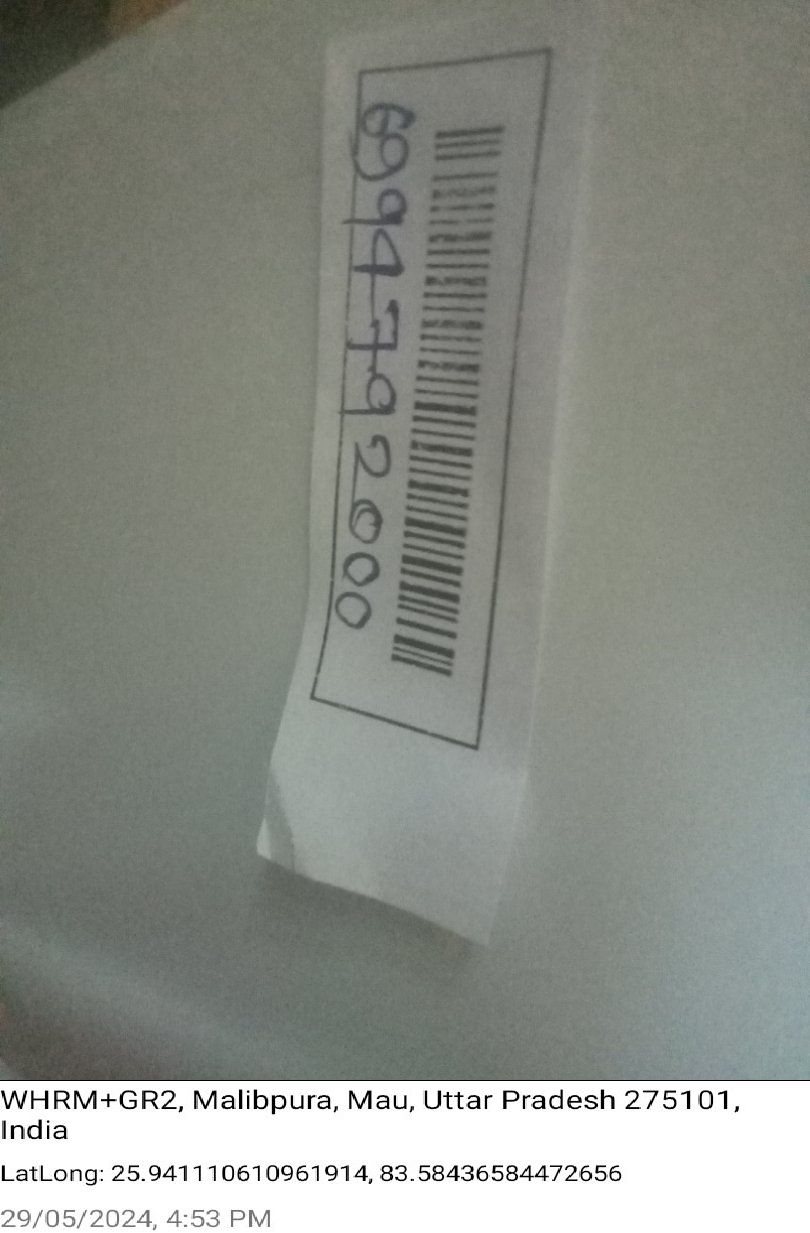 6994792000
WHRM+GR2, Malibpura, Mau, Uttar Pradesh 275101,
India
LatLong: 25.941110610961914, 83.58436584472656
29/05/2024, 4:53 PM